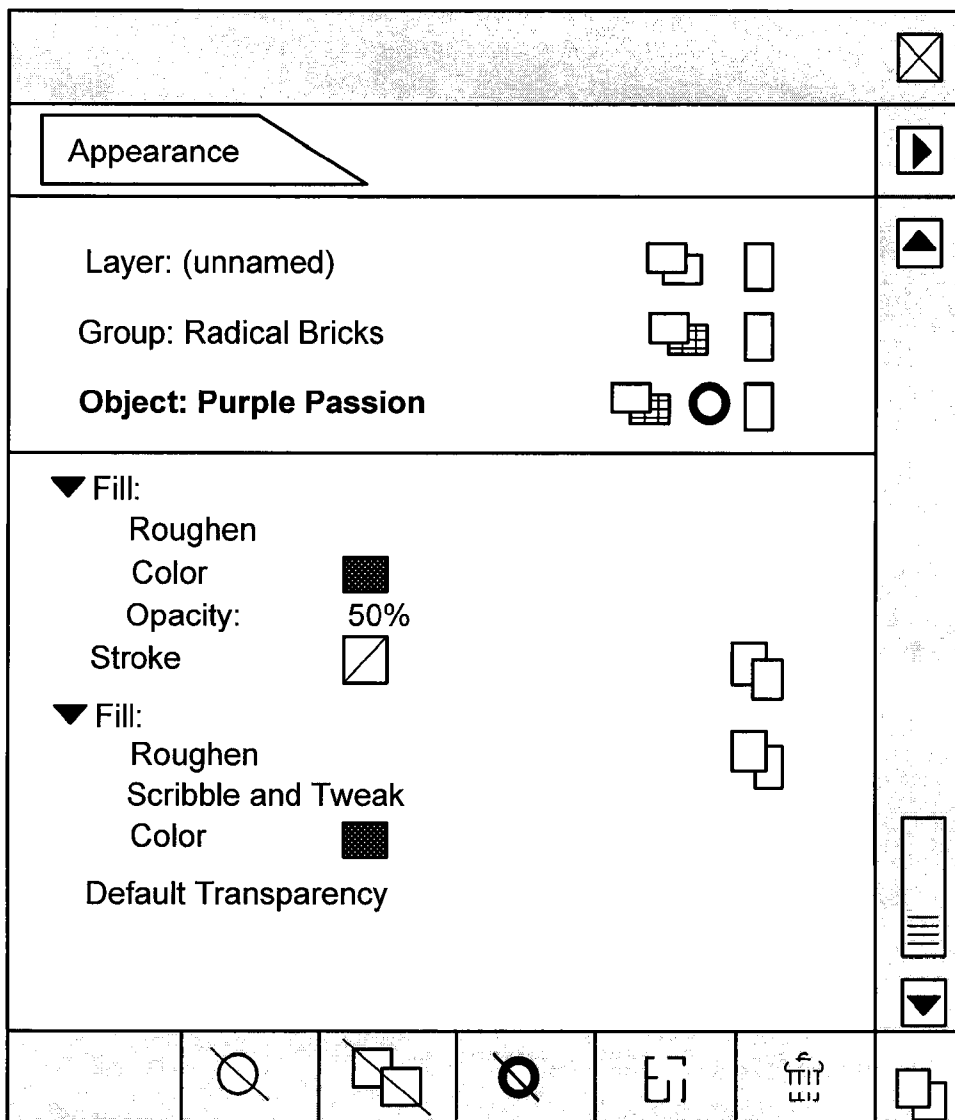 Appearance
Layer: (unnamed)
Group: Radical Bricks
Object: Purple Passion
Fill:
Roughen
Color
Opacity: 50%
Stroke
Fill:
Roughen
Scribble and Tweak
Color
Default Transparency